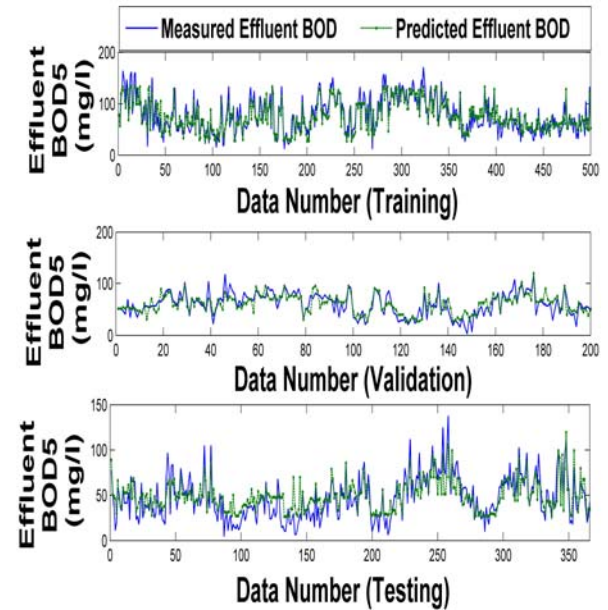 Measured Effluent BOD Predicted Effluent BOD
Effluent
BOD5
(mg/l)
200
100
0
0 50 100 150 200 250 300 350 400 450 500
Data Number (Training)
Effluent
BOD5
(mg/l)
200
100
0
0 20 40 60 80 100 120 140 160 180 200
Data Number (Validation)
Effluent
BOD5
(mg/l)
150
100
50
0
0 50 100 150 200 250 300 350
Data Number (Testing)